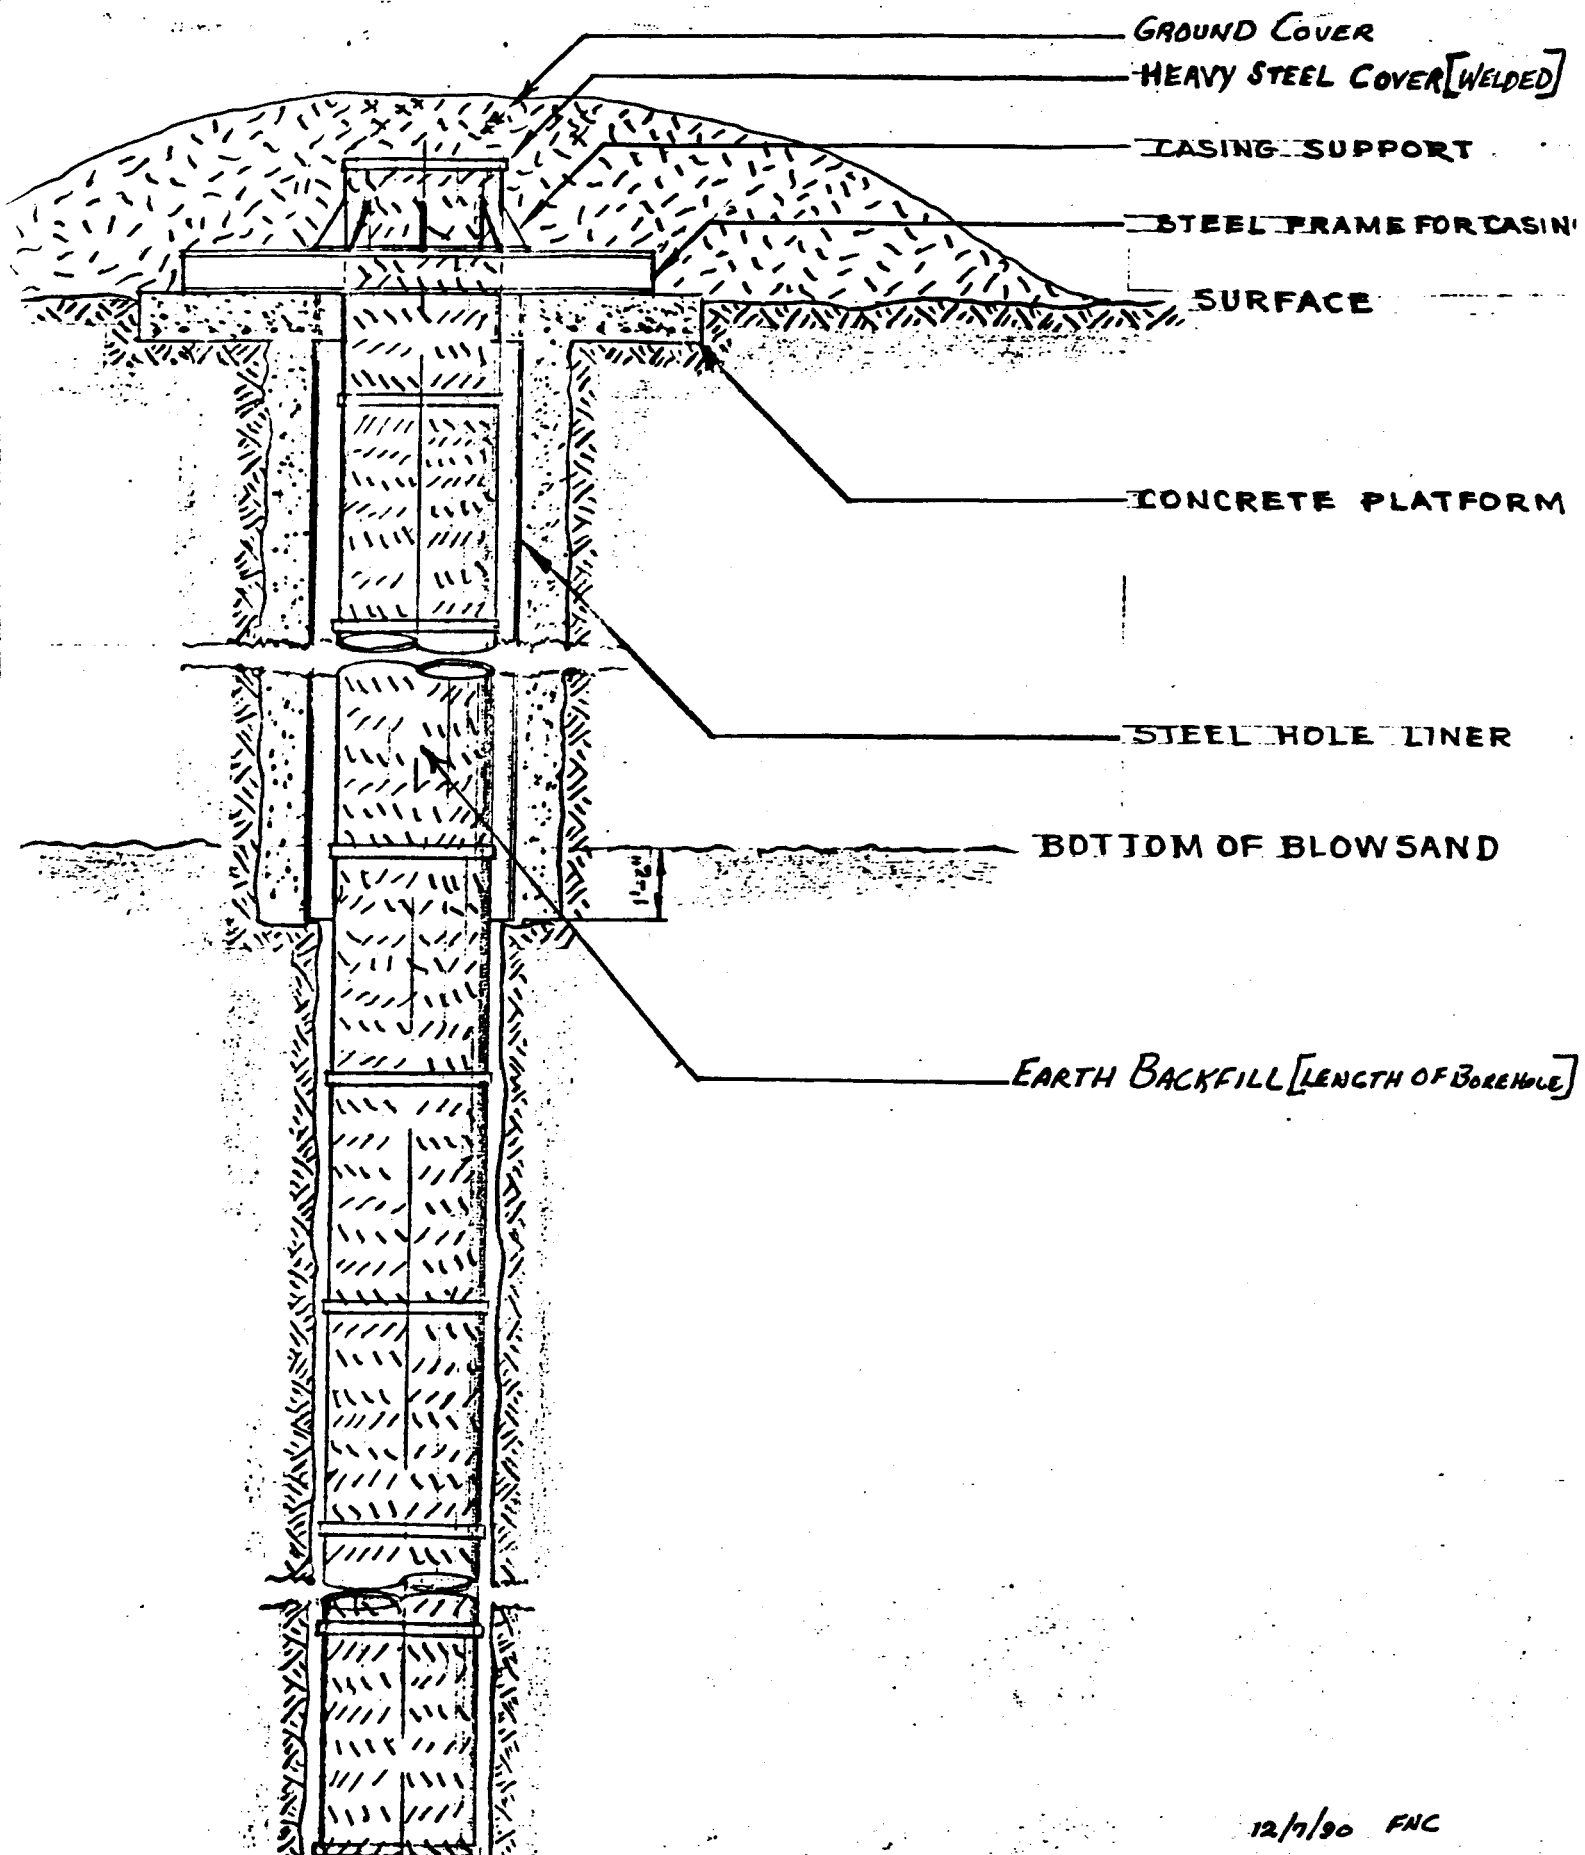 GROUND COVER
HEAVY STEEL COVER [WELDED]
CASING SUPPORT
STEEL FRAME FOR CASIN
SURFACE
CONCRETE PLATFORM
STEEL HOLE LINER
BOTTOM OF BLOWSAND
EARTH BACKFILL [LENGTH OF BOREHOLE]
12/7/90 FNC